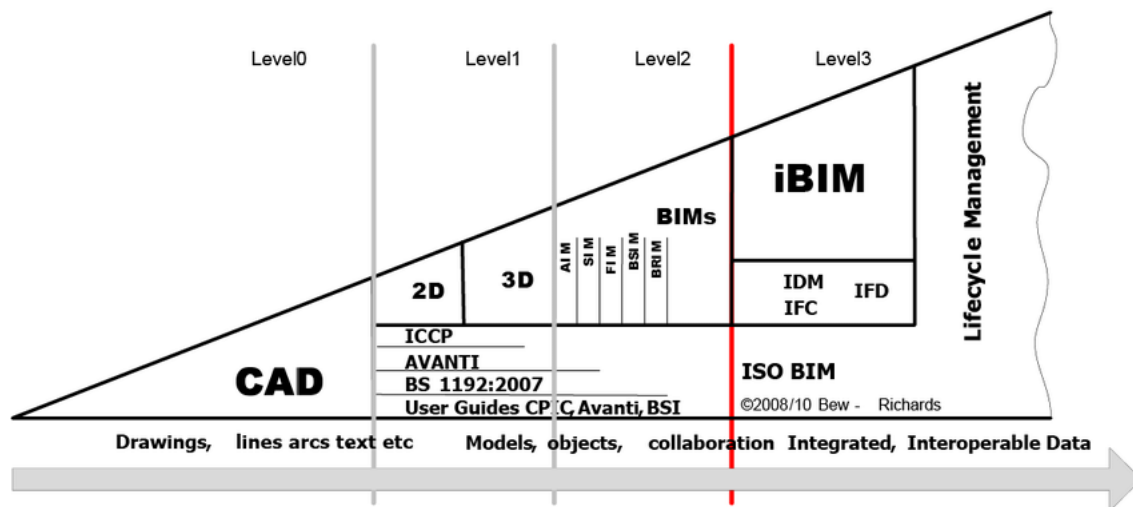 Level0
Level1
Level2
Level3
Lifecycle Management
iBIM
BIMs
AIM
SIM
FIM
BSIM
BRIM
2D
3D
IDM
IFD
IFC
ICCP
AVANTI
BS 1192:2007
User Guides CPIC, Avanti, BSI
CAD
ISO BIM
©2008/10 Bew - Richards
Drawings, lines arcs text etc
Models, objects, collaboration
Integrated, Interoperable Data